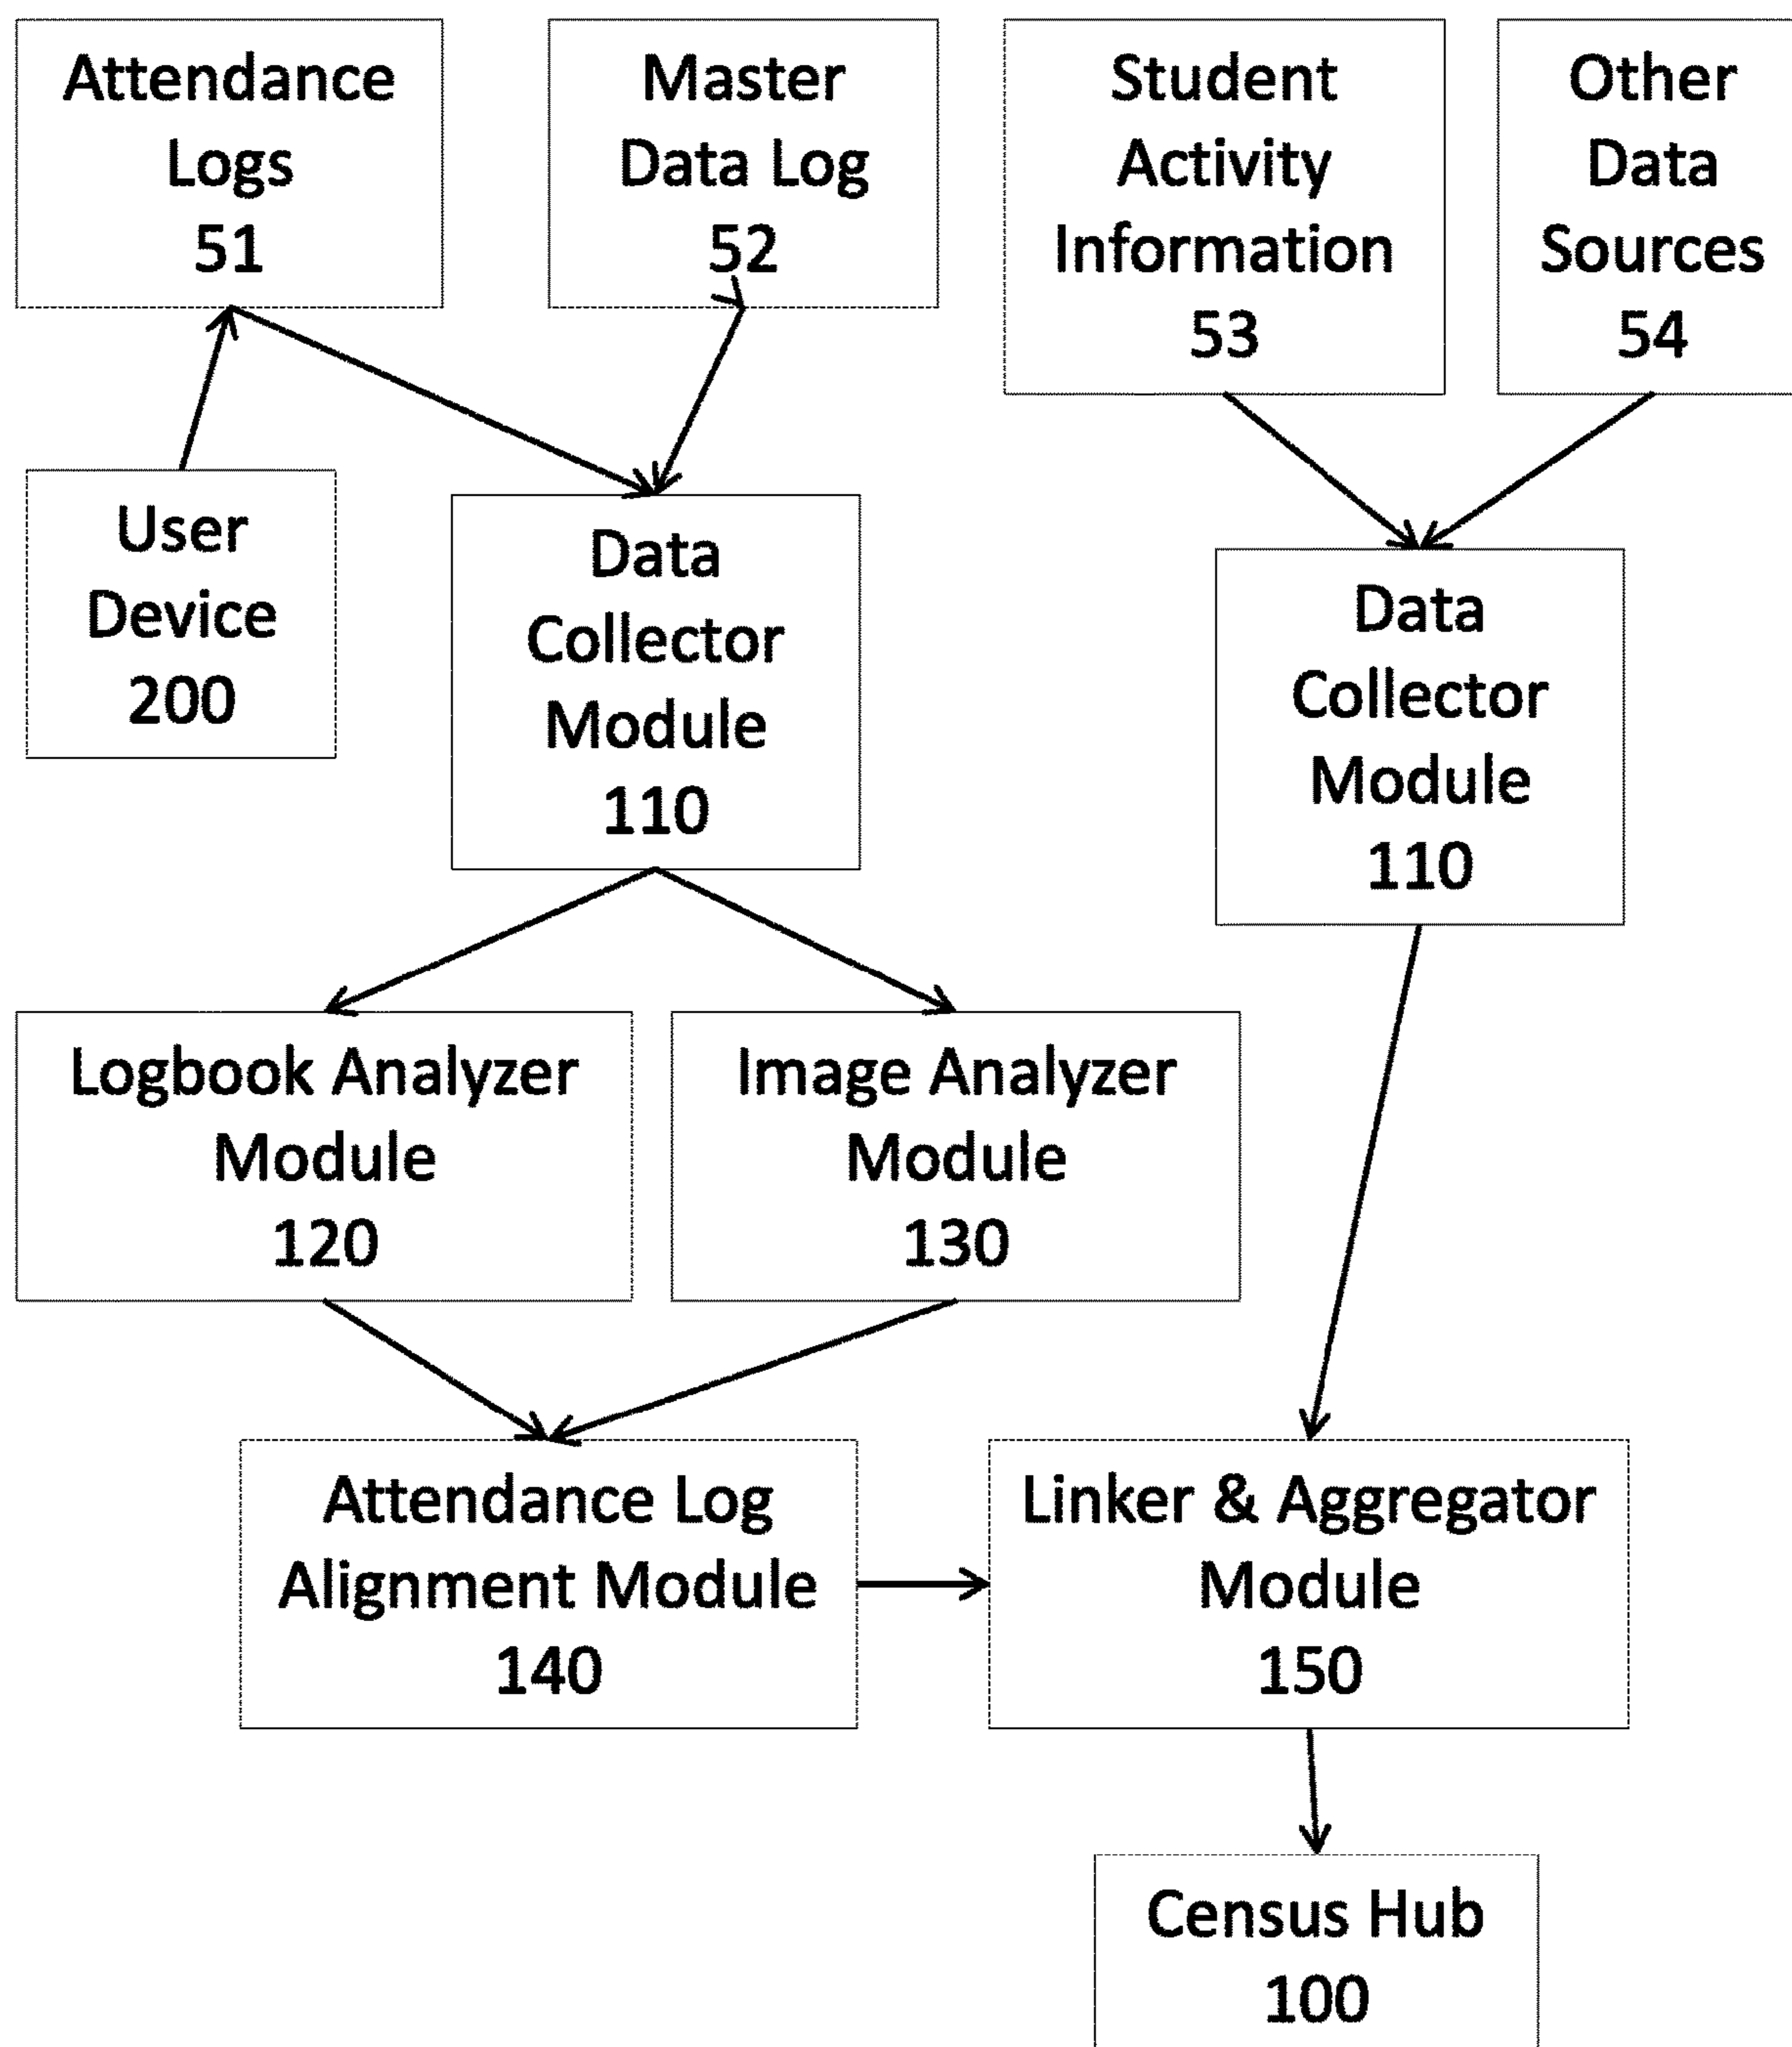 Attendance
Logs
51
Master
Data Log
52
Student
Activity
Information
53
Other
Data
Sources
54
User
Device
200
Data
Collector
Module
110
Data
Collector
Module
110
Logbook Analyzer
Module
120
Image Analyzer
Module
130
Attendance Log
Alignment Module
140
Linker & Aggregator
Module
150
Census Hub
100